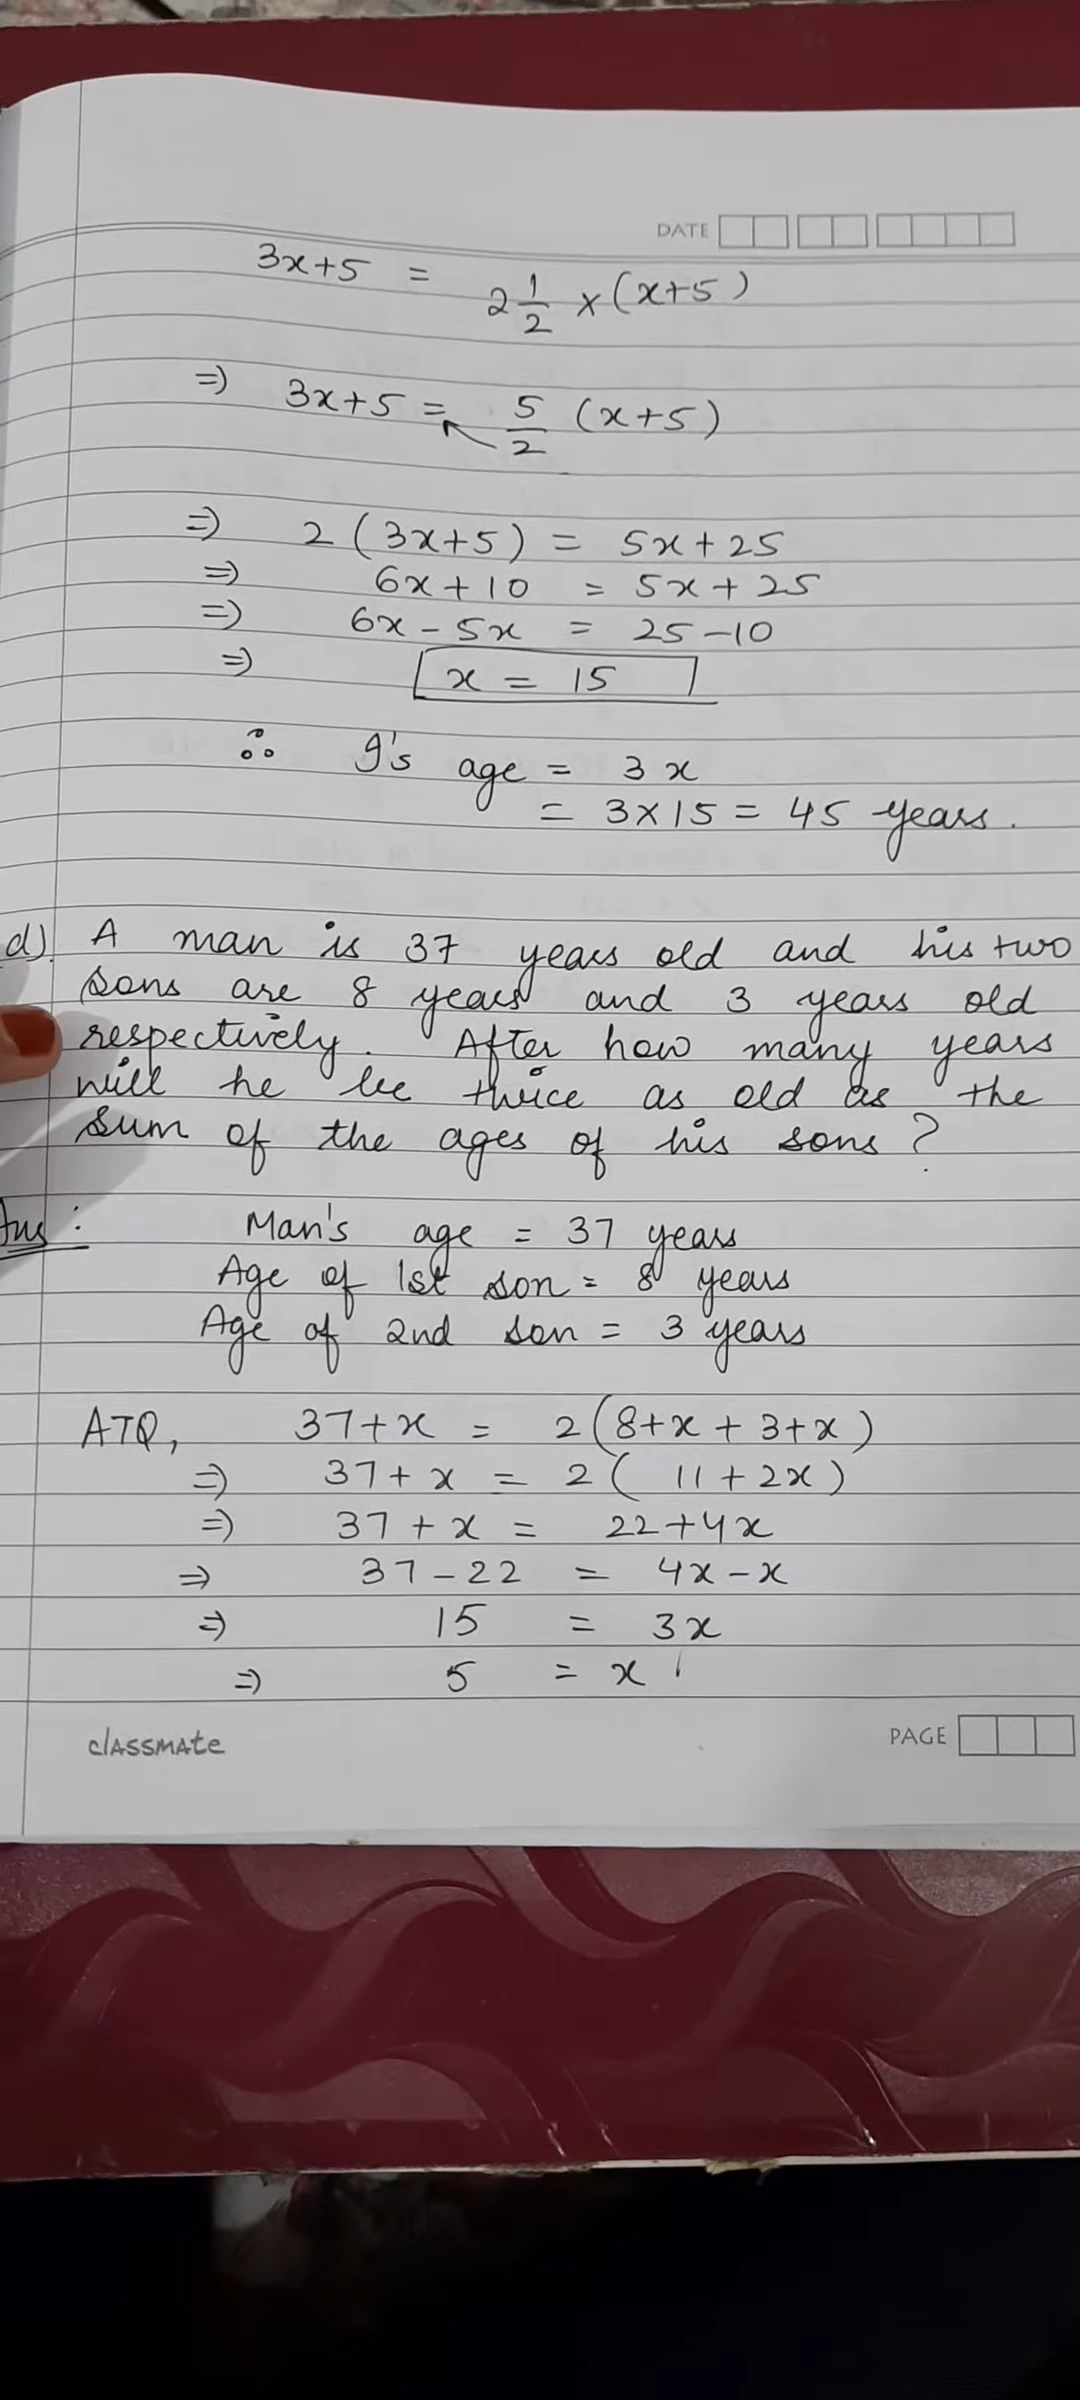 DATE
3x+5 = 2 1/2 × (x+5)
⇒) 3x+5 = 5/2 (x+5)
=) 2 (3x+5) = 5x+25
=) 6x+10 = 5x+25
=) 6x-5x = 25-10
=) x = 15
∴ I's age = 3x
= 3×15 = 45 years.
d) A man is 37 years old and his two
sons are 8 years and 3 years old
respectively. After how many years
will he be twice as old as the
sum of the ages of his sons?
Ans: Man's age = 37 years
Age of 1st son = 8 years
Age of 2nd son = 3 years
ATQ, 37+x = 2(8+x+3+x)
=) 37+x = 2(11+2x)
=) 37+x = 22+4x
⇒ 37-22 = 4x-x
=) 15 = 3x
=) 5 = x
classmate
PAGE